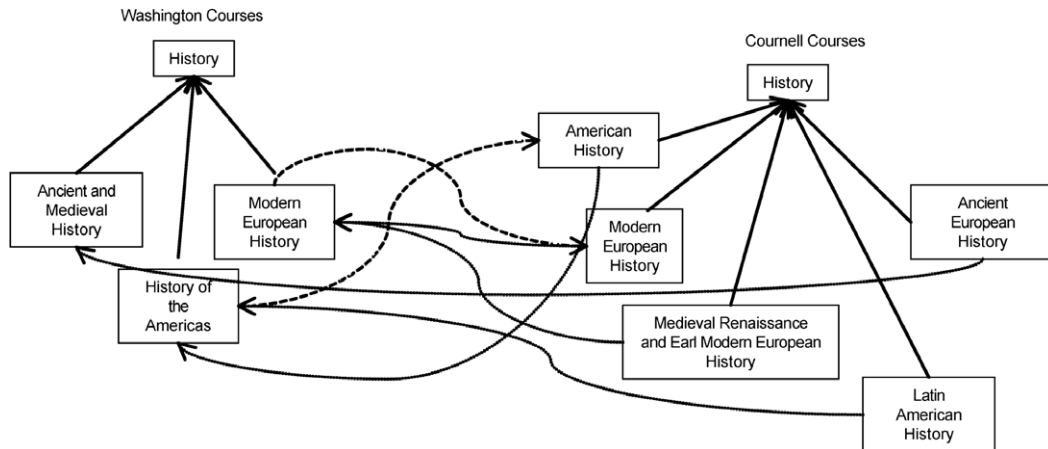 Washington Courses
History
Ancient and
Medieval
History
Modern
European
History
History of
the
Americas
Cournell Courses
History
American
History
Modern
European
History
Ancient
European
History
Medieval Renaissance
and Earl Modern European
History
Latin
American
History